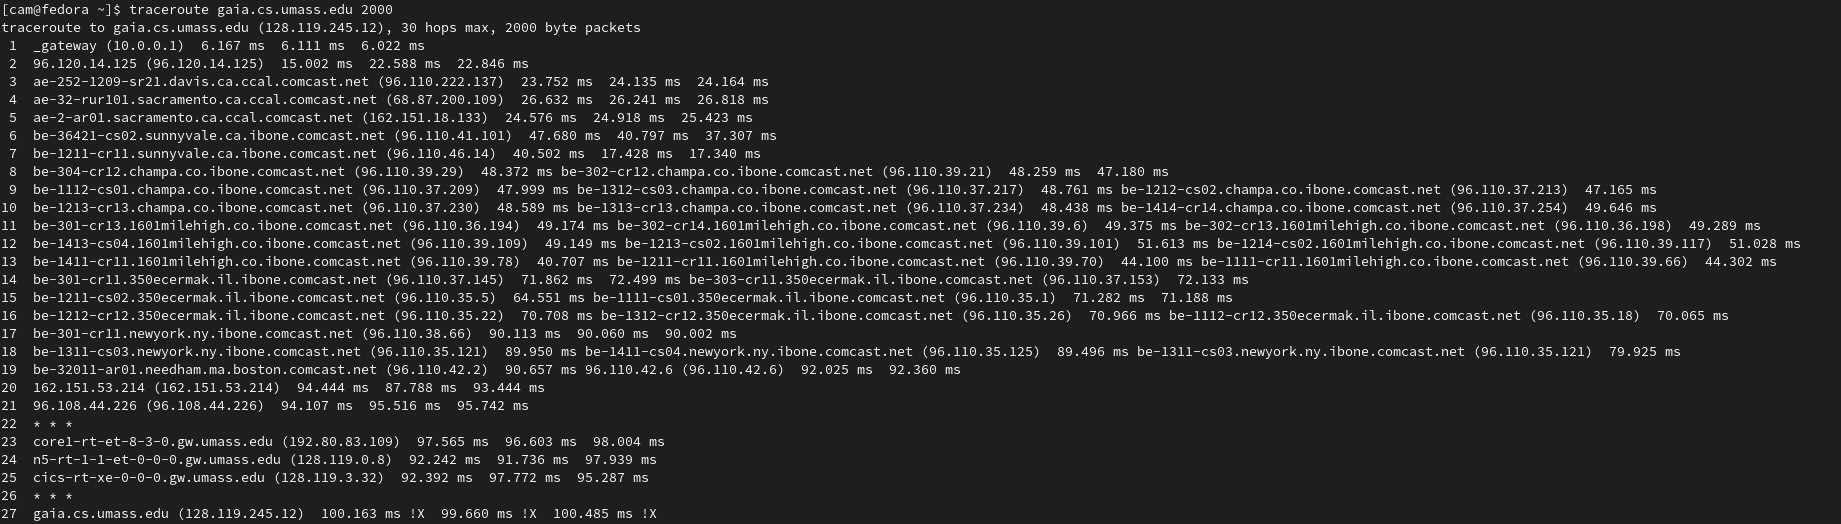 [cam@fedora ~]$ traceroute gaia.cs.umass.edu 2000
traceroute to gaia.cs.umass.edu (128.119.245.12), 30 hops max, 2000 byte packets
 1  _gateway (10.0.0.1)  6.167 ms  6.111 ms  6.022 ms
 2  96.120.14.125 (96.120.14.125)  15.002 ms  22.588 ms  22.846 ms
 3  ae-252-1209-sr21.davis.ca.ccal.comcast.net (96.110.222.137)  23.752 ms  24.135 ms  24.164 ms
 4  ae-32-rur101.sacramento.ca.ccal.comcast.net (68.87.200.109)  26.632 ms  26.241 ms  26.818 ms
 5  ae-2-ar01.sacramento.ca.ccal.comcast.net (162.151.18.133)  24.576 ms  24.918 ms  25.423 ms
 6  be-36421-cs02.sunnyvale.ca.ibone.comcast.net (96.110.41.101)  47.680 ms  40.797 ms  37.307 ms
 7  be-1211-cr11.sunnyvale.ca.ibone.comcast.net (96.110.46.14)  40.502 ms  17.428 ms  17.340 ms
 8  be-304-cr12.champa.co.ibone.comcast.net (96.110.39.29)  48.372 ms be-302-cr12.champa.co.ibone.comcast.net (96.110.39.21)  48.259 ms  47.180 ms
 9  be-1112-cs01.champa.co.ibone.comcast.net (96.110.37.209)  47.999 ms be-1312-cs03.champa.co.ibone.comcast.net (96.110.37.217)  48.761 ms be-1212-cs02.champa.co.ibone.comcast.net (96.110.37.213)  47.165 ms
10  be-1213-cr13.champa.co.ibone.comcast.net (96.110.37.230)  48.589 ms be-1313-cr13.champa.co.ibone.comcast.net (96.110.37.234)  48.438 ms be-1414-cr14.champa.co.ibone.comcast.net (96.110.37.254)  49.646 ms
11  be-301-cr13.1601milehigh.co.ibone.comcast.net (96.110.36.194)  49.174 ms be-302-cr14.1601milehigh.co.ibone.comcast.net (96.110.39.6)  49.375 ms be-302-cr13.1601milehigh.co.ibone.comcast.net (96.110.36.198)  49.289 ms
12  be-1413-cs04.1601milehigh.co.ibone.comcast.net (96.110.39.109)  49.149 ms be-1213-cs02.1601milehigh.co.ibone.comcast.net (96.110.39.101)  51.613 ms be-1214-cs02.1601milehigh.co.ibone.comcast.net (96.110.39.117)  51.028 ms
13  be-1411-cr11.1601milehigh.co.ibone.comcast.net (96.110.39.78)  40.707 ms be-1211-cr11.1601milehigh.co.ibone.comcast.net (96.110.39.70)  44.100 ms be-1111-cr11.1601milehigh.co.ibone.comcast.net (96.110.39.66)  44.302 ms
14  be-301-cr11.350ecermak.il.ibone.comcast.net (96.110.37.145)  71.862 ms  72.499 ms be-303-cr11.350ecermak.il.ibone.comcast.net (96.110.37.153)  72.133 ms
15  be-1211-cs02.350ecermak.il.ibone.comcast.net (96.110.35.5)  64.551 ms be-1111-cs01.350ecermak.il.ibone.comcast.net (96.110.35.1)  71.282 ms  71.188 ms
16  be-1212-cr12.350ecermak.il.ibone.comcast.net (96.110.35.22)  70.708 ms be-1312-cr12.350ecermak.il.ibone.comcast.net (96.110.35.26)  70.966 ms be-1112-cr12.350ecermak.il.ibone.comcast.net (96.110.35.18)  70.065 ms
17  be-301-cr11.newyork.ny.ibone.comcast.net (96.110.38.66)  90.113 ms  90.060 ms  90.002 ms
18  be-1311-cs03.newyork.ny.ibone.comcast.net (96.110.35.121)  89.950 ms be-1411-cs04.newyork.ny.ibone.comcast.net (96.110.35.125)  89.496 ms be-1311-cs03.newyork.ny.ibone.comcast.net (96.110.35.121)  79.925 ms
19  be-32011-ar01.needham.ma.boston.comcast.net (96.110.42.2)  90.657 ms 96.110.42.6 (96.110.42.6)  92.025 ms  92.360 ms
20  162.151.53.214 (162.151.53.214)  94.444 ms  87.788 ms  93.444 ms
21  96.108.44.226 (96.108.44.226)  94.107 ms  95.516 ms  95.742 ms
22  * * *
23  core1-rt-et-8-3-0.gw.umass.edu (192.80.83.109)  97.565 ms  96.603 ms  98.004 ms
24  n5-rt-1-1-et-0-0-0.gw.umass.edu (128.119.0.8)  92.242 ms  91.736 ms  97.939 ms
25  cics-rt-xe-0-0-0.gw.umass.edu (128.119.3.32)  92.392 ms  97.772 ms  95.287 ms
26  * * *
27  gaia.cs.umass.edu (128.119.245.12)  100.163 ms !X  99.660 ms !X  100.485 ms !X